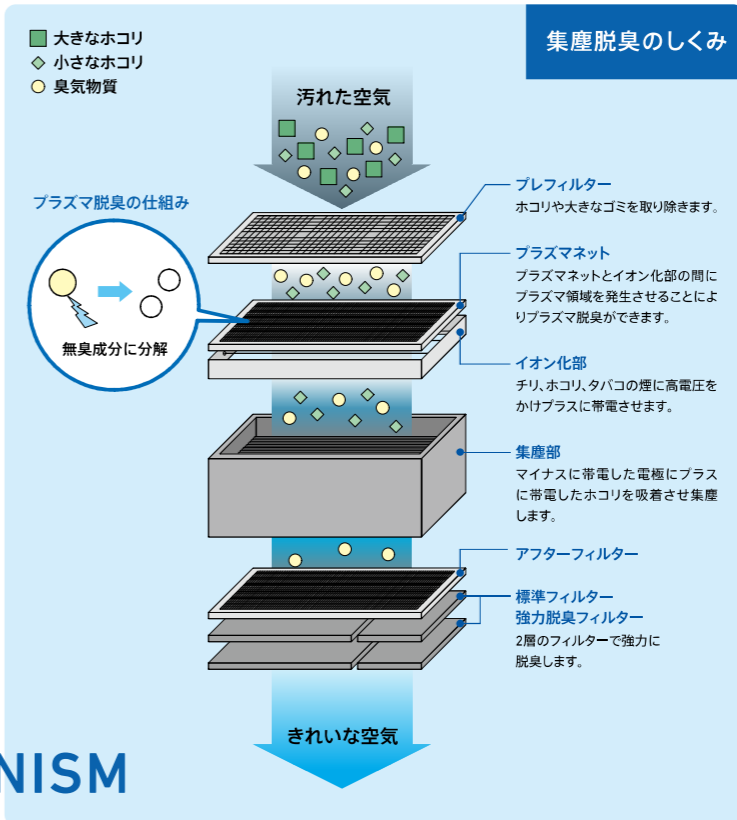 集塵脱臭のしくみ
大きなホコリ
小さなホコリ
臭気物質
汚れた空気
プラズマ脱臭の仕組み
無臭成分に分解
プレフィルター
ホコリや大きなゴミを取り除きます。
プラズマネット
プラズマネットとイオン化部の間に
プラズマ領域を発生させることによ
りプラズマ脱臭ができます。
イオン化部
チリ、ホコリ、タバコの煙に高電圧を
かけプラスに帯電させます。
集塵部
マイナスに帯電した電極にプラス
に帯電したホコリを吸着させ集塵
します。
アフターフィルター
標準フィルター
強力脱臭フィルター
2層のフィルターで強力に
脱臭します。
きれいな空気
NISM